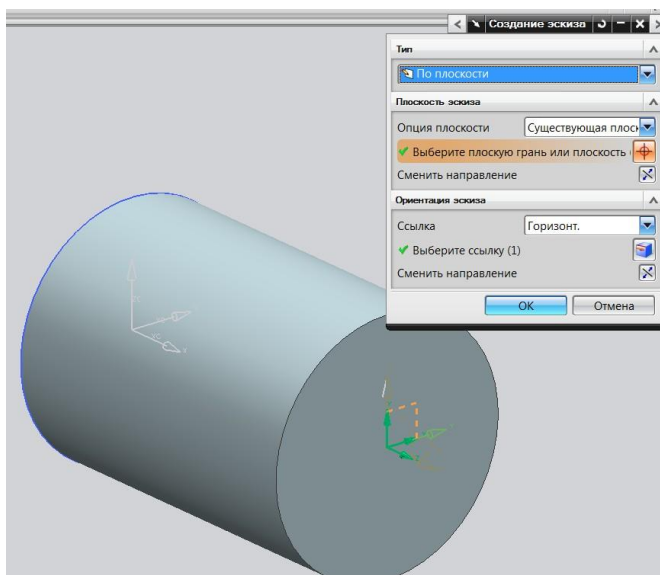 Создание эскиза
Тип
По плоскости
Плоскость эскиза
Опция плоскости Существующая плоск
Выберите плоскую грань или плоскость
Сменить направление
Ориентация эскиза
Ссылка Горизонт.
Выберите ссылку (1)
Сменить направление
OK Отмена